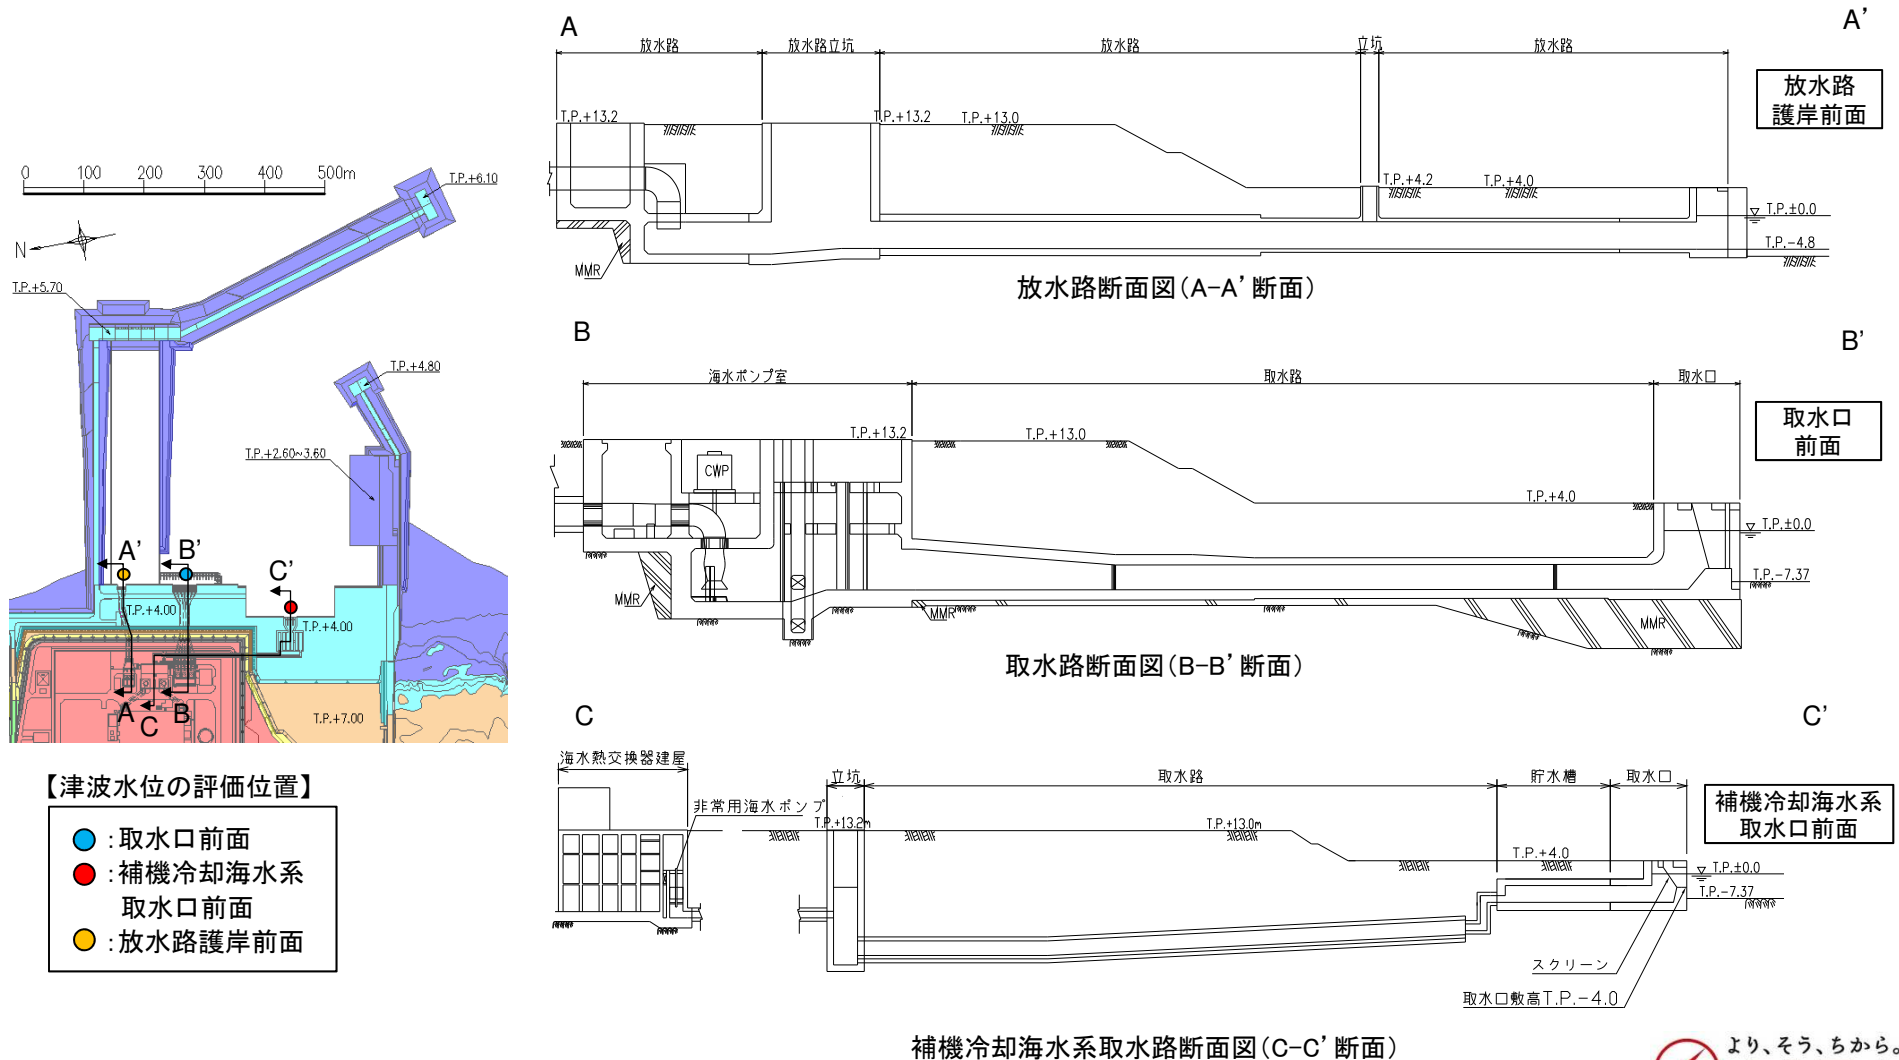 0 100 200 300 400 500m
N
T.P.+6.10
T.P.+5.70
T.P.+4.80
T.P.+2.60~3.60
A'
B'
C'
T.P.+4.00
T.P.+4.00
A
B
C
T.P.+7.00
【津波水位の評価位置】
：取水口前面
：補機冷却海水系
取水口前面
：放水路護岸前面
A
A'
放水路
放水路立坑
放水路
立坑
放水路
放水路
護岸前面
T.P.+13.2
T.P.+13.2
T.P.+13.0
T.P.+4.2
T.P.+4.0
T.P.±0.0
T.P.-4.8
MMR
放水路断面図(A-A'断面)
B
B'
海水ポンプ室
取水路
取水口
取水口
前面
T.P.+13.2
T.P.+13.0
CWP
T.P.+4.0
T.P.±0.0
T.P.-7.37
MMR
MMR
MMR
取水路断面図(B-B'断面)
C
C'
海水熱交換器建屋
立坑
取水路
貯水槽
取水口
補機冷却海水系
取水口前面
非常用海水ポンプ
T.P.+13.2m
T.P.+13.0m
T.P.+4.0
T.P.±0.0
T.P.-7.37
スクリーン
取水口敷高T.P.-4.0
補機冷却海水系取水路断面図(C-C'断面)
より、そう、ちから。